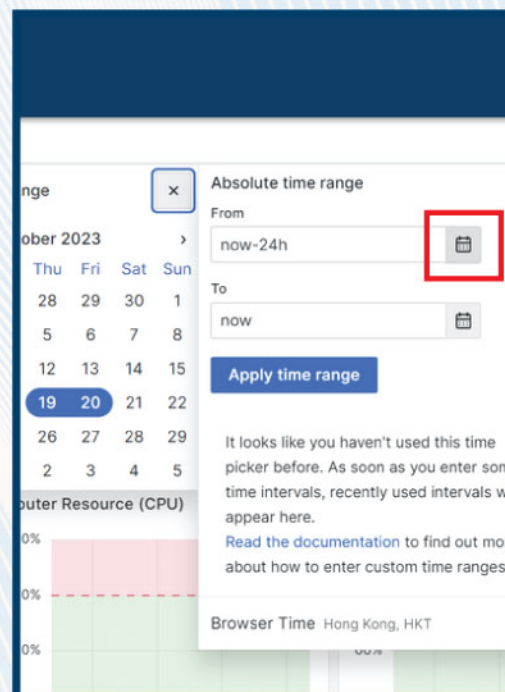 nge
×
ober 2023
›
Thu Fri Sat Sun
28 29 30 1
5 6 7 8
12 13 14 15
19 20 21 22
26 27 28 29
2 3 4 5
Absolute time range
From
now-24h
To
now
Apply time range
It looks like you haven't used this time
picker before. As soon as you enter som
time intervals, recently used intervals w
appear here.
Read the documentation to find out mo
about how to enter custom time ranges
Browser Time Hong Kong, HKT
outer Resource (CPU)
0%
0%
0%